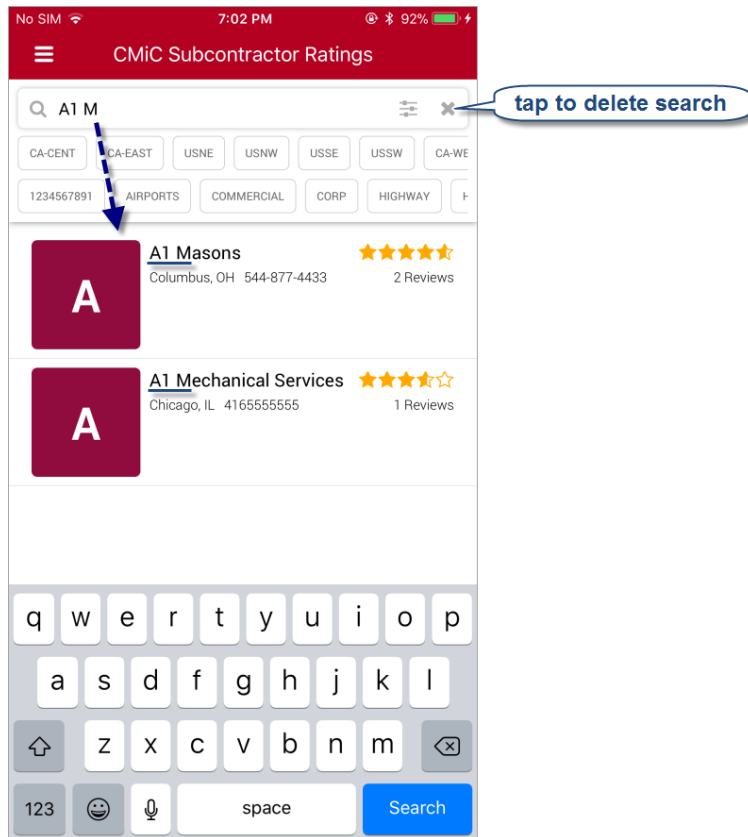 No SIM 7:02 PM 92%
CMiC Subcontractor Ratings
A1 M
tap to delete search
CA-CENT CA-EAST USNE USNW USSE USSW CA-WE
1234567891 AIRPORTS COMMERCIAL CORP HIGHWAY H
A
A1 Masons
Columbus, OH 544-877-4433 2 Reviews
A
A1 Mechanical Services
Chicago, IL 4165555555 1 Reviews
q w e r t y u i o p
a s d f g h j k l
z x c v b n m
123 space Search